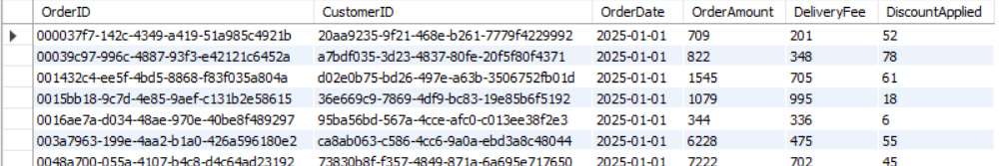 OrderID CustomerID OrderDate OrderAmount DeliveryFee DiscountApplied
000037f7-142c-4349-a419-51a985c4921b 20aa9235-9f21-468e-b261-7779f4229992 2025-01-01 709 201 52
00039c97-996c-4887-93f3-e42121c6452a a7bdf035-3d23-4837-80fe-20f5f80f4371 2025-01-01 822 348 78
001432c4-ee5f-4bd5-8868-f83f035a804a d02e0b75-bd26-497e-a63b-3506752fb01d 2025-01-01 1545 705 61
0015bb18-9c7d-4e85-9aef-c131b2e58615 36e669c9-7869-4df9-bc83-19e85b6f5192 2025-01-01 1079 995 18
0016ae7a-d034-48ae-970e-40be8f489297 95ba56bd-567a-4cce-afc0-c013ee38f2e3 2025-01-01 344 336 6
003a7963-199e-4aa2-b1a0-426a596180e2 ca8ab063-c586-4cc6-9a0a-ebd3a8c48044 2025-01-01 6228 475 55
0048a700-055a-4107-b4c8-d4c64ad23192 73830b8f-f357-4849-871a-6a695e717650 2025-01-01 7222 702 45